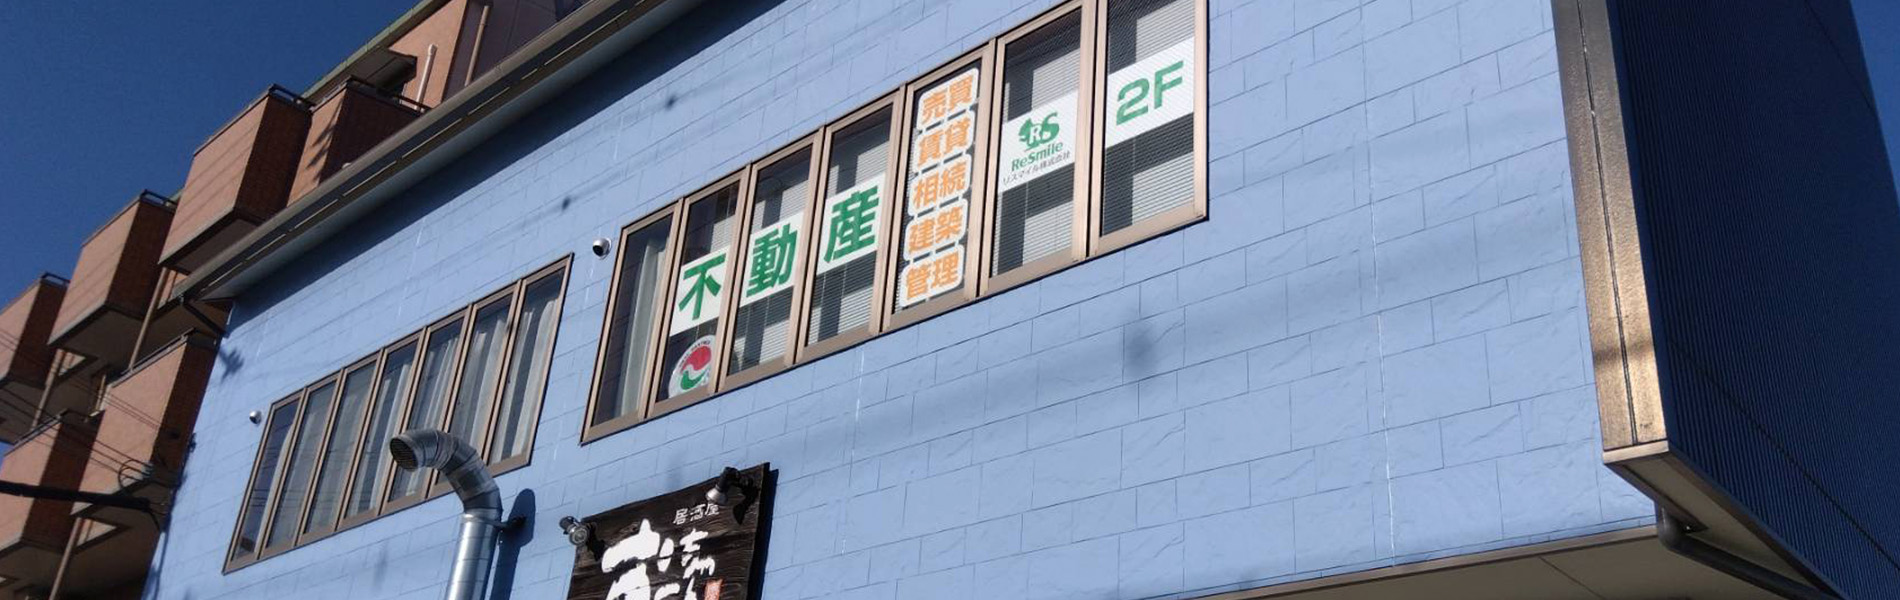 不動産
売買
賃貸
相続
建築
管理
RS
ReSmile
リスマイル株式会社
2F
居酒屋